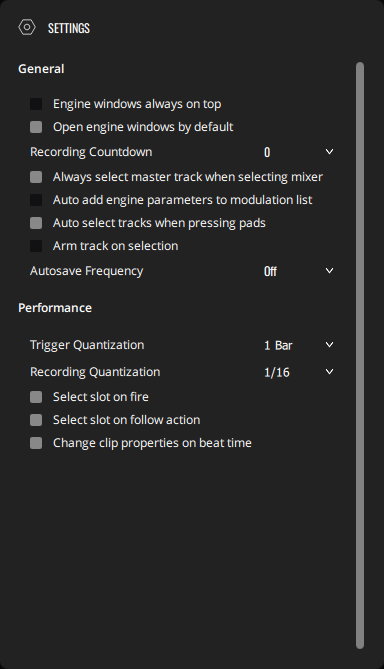 SETTINGS
General
Engine windows always on top
Open engine windows by default
Recording Countdown 0
Always select master track when selecting mixer
Auto add engine parameters to modulation list
Auto select tracks when pressing pads
Arm track on selection
Autosave Frequency Off
Performance
Trigger Quantization 1 Bar
Recording Quantization 1/16
Select slot on fire
Select slot on follow action
Change clip properties on beat time